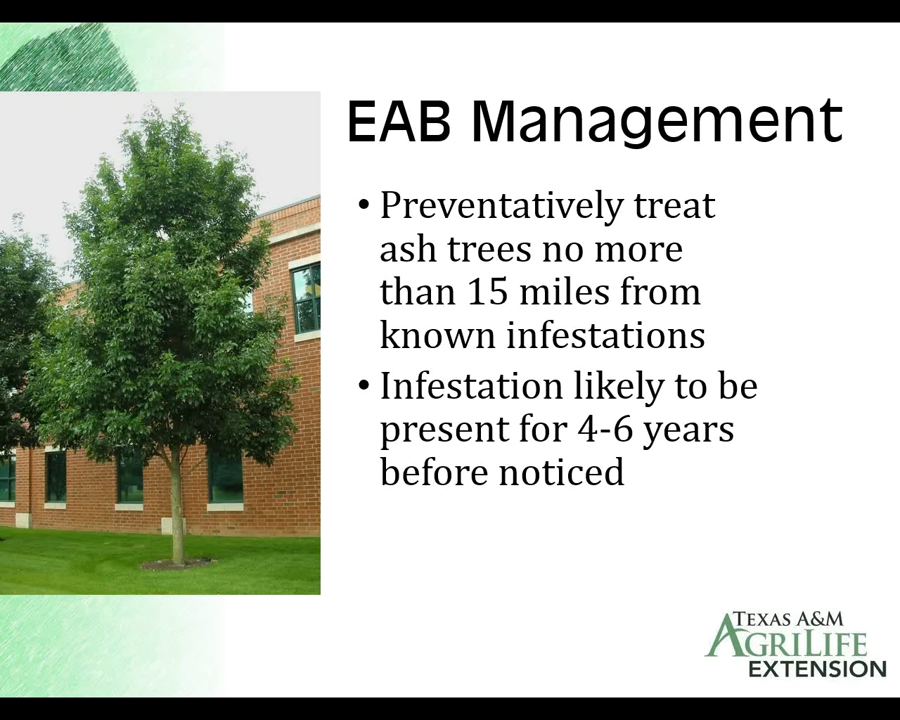 EAB Management
• Preventatively treat
ash trees no more
than 15 miles from
known infestations
• Infestation likely to be
present for 4-6 years
before noticed
TEXAS A&M
AGRILIFE
EXTENSION